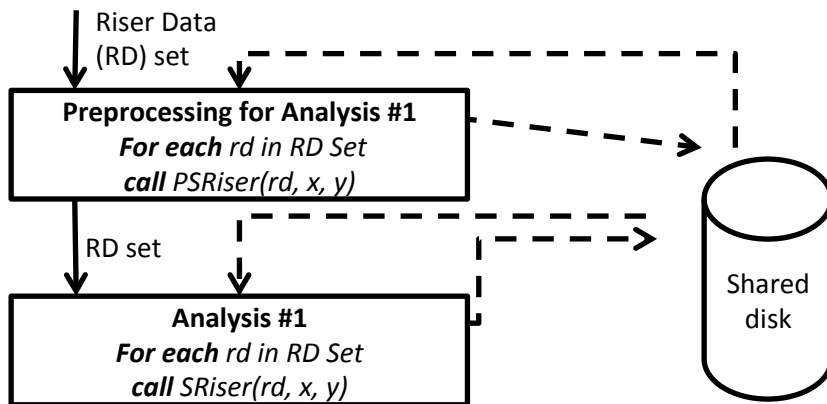 Riser Data
(RD) set
Preprocessing for Analysis #1
For each rd in RD Set
call PSRiser(rd, x, y)
RD set
Analysis #1
For each rd in RD Set
call SRiser(rd, x, y)
Shared
disk